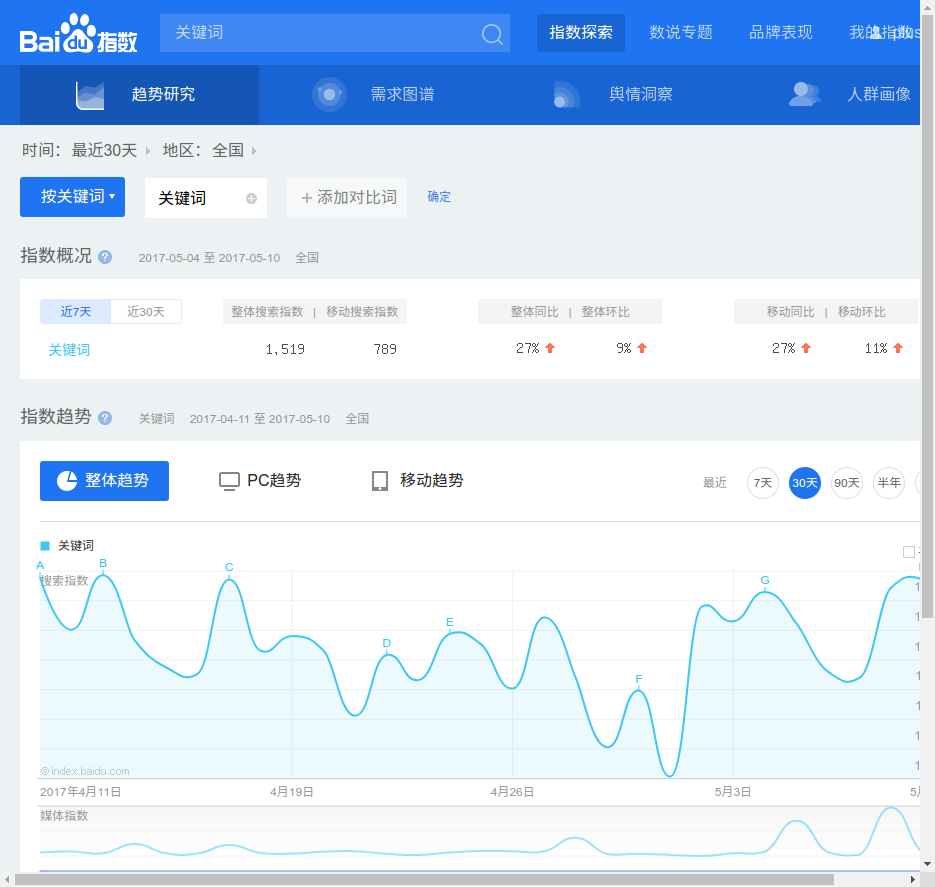 Bai du 指数 关键词 指数探索 数说专题 品牌表现 我的指数
趋势研究 需求图谱 舆情洞察 人群画像
时间： 最近30天 地区： 全国
按关键词 关键词 + 添加对比词 确定
指数概况 ? 2017-05-04 至 2017-05-10 全国
近7天 近30天 整体搜索指数 | 移动搜索指数 整体同比 | 整体环比 移动同比 | 移动环比
关键词 1,519 789 27% 9% 27% 11%
指数趋势 ? 关键词 2017-04-11 至 2017-05-10 全国
整体趋势 PC趋势 移动趋势 最近 7天 30天 90天 半年
关键词
A B C D E F G
搜索指数
©index.baidu.com
2017年4月11日 4月19日 4月26日 5月3日
媒体指数